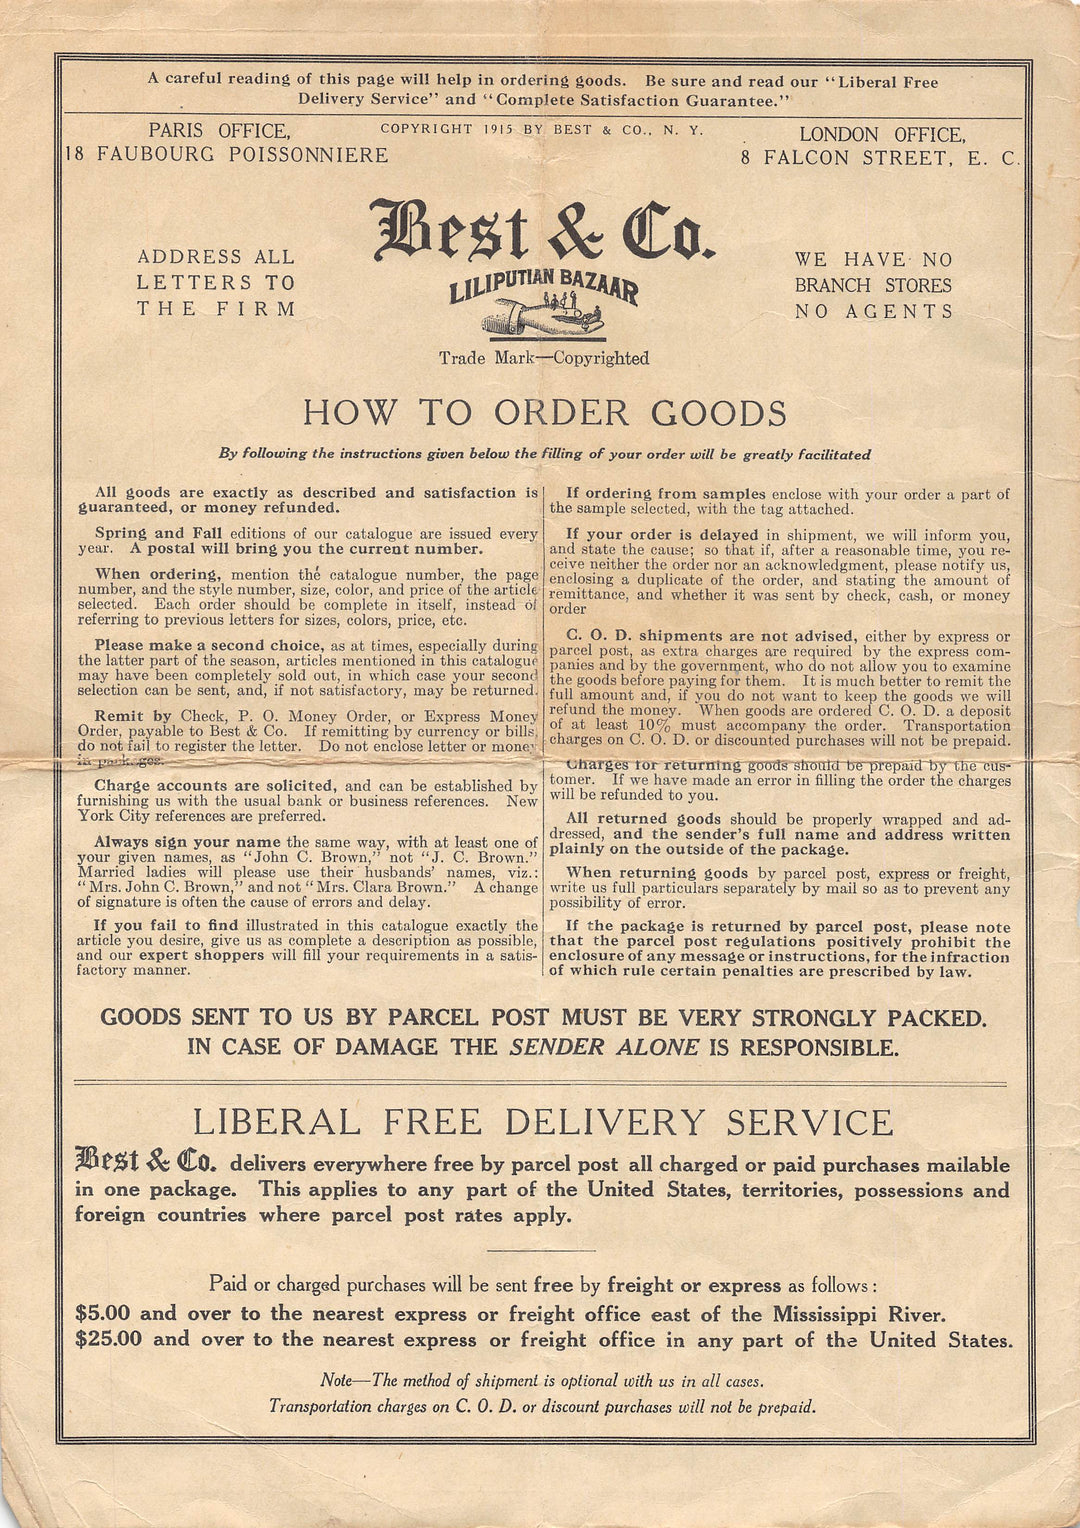 A careful reading of this page will help in ordering goods. Be sure and read our "Liberal Free
Delivery Service" and "Complete Satisfaction Guarantee."
PARIS OFFICE,
18 FAUBOURG POISSONNIERE
COPYRIGHT 1915 BY BEST & CO., N. Y.
LONDON OFFICE,
8 FALCON STREET, E. C.
ADDRESS ALL
LETTERS TO
THE FIRM
Best & Co.
LILIPUTIAN BAZAAR
Trade Mark—Copyrighted
WE HAVE NO
BRANCH STORES
NO AGENTS
HOW TO ORDER GOODS
By following the instructions given below the filling of your order will be greatly facilitated
All goods are exactly as described and satisfaction is
guaranteed, or money refunded.
Spring and Fall editions of our catalogue are issued every
year. A postal will bring you the current number.
When ordering, mention the catalogue number, the page
number, and the style number, size, color, and price of the article
selected. Each order should be complete in itself, instead of
referring to previous letters for sizes, colors, price, etc.
Please make a second choice, as at times, especially during
the latter part of the season, articles mentioned in this catalogue
may have been completely sold out, in which case your second
selection can be sent, and, if not satisfactory, may be returned.
Remit by Check, P. O. Money Order, or Express Money
Order, payable to Best & Co. If remitting by currency or bills,
do not fail to register the letter. Do not enclose letter or money
in packages.
Charge accounts are solicited, and can be established by
furnishing us with the usual bank or business references. New
York City references are preferred.
Always sign your name the same way, with at least one of
your given names, as "John C. Brown," not "J. C. Brown."
Married ladies will please use their husbands' names, viz.:
"Mrs. John C. Brown," and not "Mrs. Clara Brown." A change
of signature is often the cause of errors and delay.
If you fail to find illustrated in this catalogue exactly the
article you desire, give us as complete a description as possible,
and our expert shoppers will fill your requirements in a satis-
factory manner.
If ordering from samples enclose with your order a part of
the sample selected, with the tag attached.
If your order is delayed in shipment, we will inform you,
and state the cause; so that if, after a reasonable time, you re-
ceive neither the order nor an acknowledgment, please notify us,
enclosing a duplicate of the order, and stating the amount of
remittance, and whether it was sent by check, cash, or money
order
C. O. D. shipments are not advised, either by express or
parcel post, as extra charges are required by the express com-
panies and by the government, who do not allow you to examine
the goods before paying for them. It is much better to remit the
full amount and, if you do not want to keep the goods we will
refund the money. When goods are ordered C. O. D. a deposit
of at least 10% must accompany the order. Transportation
charges on C. O. D. or discounted purchases will not be prepaid.
Charges for returning goods should be prepaid by the cus-
tomer. If we have made an error in filling the order the charges
will be refunded to you.
All returned goods should be properly wrapped and ad-
dressed, and the sender's full name and address written
plainly on the outside of the package.
When returning goods by parcel post, express or freight,
write us full particulars separately by mail so as to prevent any
possibility of error.
If the package is returned by parcel post, please note
that the parcel post regulations positively prohibit the
enclosure of any message or instructions, for the infraction
of which rule certain penalties are prescribed by law.
GOODS SENT TO US BY PARCEL POST MUST BE VERY STRONGLY PACKED.
IN CASE OF DAMAGE THE SENDER ALONE IS RESPONSIBLE.
LIBERAL FREE DELIVERY SERVICE
Best & Co. delivers everywhere free by parcel post all charged or paid purchases mailable
in one package. This applies to any part of the United States, territories, possessions and
foreign countries where parcel post rates apply.
Paid or charged purchases will be sent free by freight or express as follows:
$5.00 and over to the nearest express or freight office east of the Mississippi River.
$25.00 and over to the nearest express or freight office in any part of the United States.
Note—The method of shipment is optional with us in all cases.
Transportation charges on C. O. D. or discount purchases will not be prepaid.